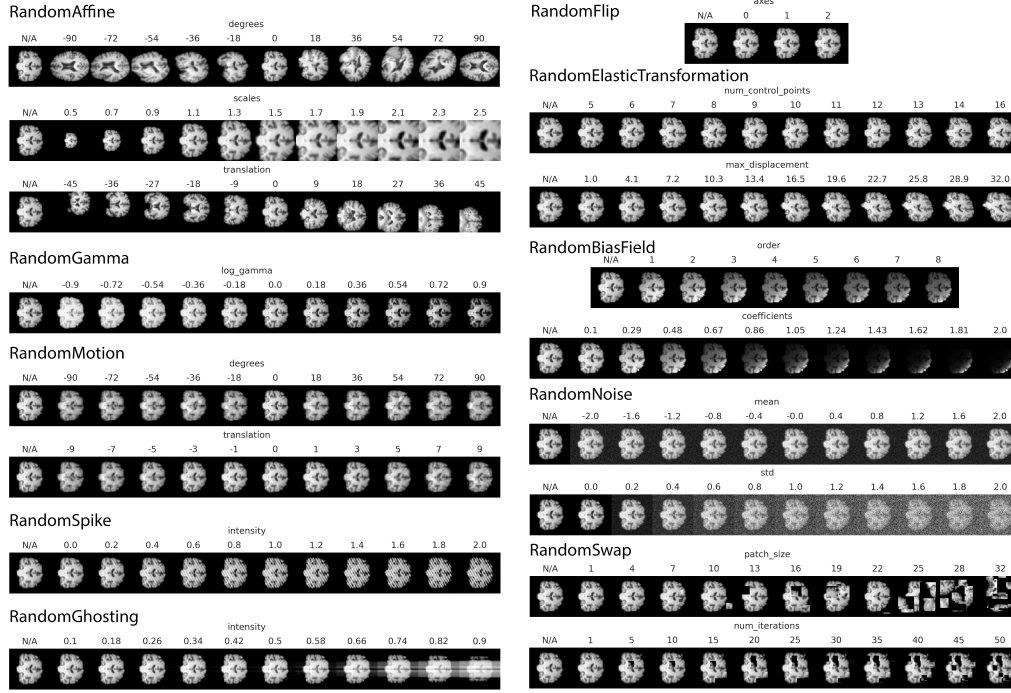 RandomAffine
degrees
N/A -90 -72 -54 -36 -18 0 18 36 54 72 90
scales
N/A 0.5 0.7 0.9 1.1 1.3 1.5 1.7 1.9 2.1 2.3 2.5
translation
N/A -45 -36 -27 -18 -9 0 9 18 27 36 45
RandomGamma
log_gamma
N/A -0.9 -0.72 -0.54 -0.36 -0.18 0.0 0.18 0.36 0.54 0.72 0.9
RandomMotion
degrees
N/A -90 -72 -54 -36 -18 0 18 36 54 72 90
translation
N/A -9 -7 -5 -3 -1 0 1 3 5 7 9
RandomSpike
intensity
N/A 0.0 0.2 0.4 0.6 0.8 1.0 1.2 1.4 1.6 1.8 2.0
RandomGhosting
intensity
N/A 0.1 0.18 0.26 0.34 0.42 0.5 0.58 0.66 0.74 0.82 0.9
RandomFlip
axes
N/A 0 1 2
RandomElasticTransformation
num_control_points
N/A 5 6 7 8 9 10 11 12 13 14 16
max_displacement
N/A 1.0 4.1 7.2 10.3 13.4 16.5 19.6 22.7 25.8 28.9 32.0
RandomBiasField
order
N/A 1 2 3 4 5 6 7 8
coefficients
N/A 0.1 0.29 0.48 0.67 0.86 1.05 1.24 1.43 1.62 1.81 2.0
RandomNoise
mean
N/A -2.0 -1.6 -1.2 -0.8 -0.4 -0.0 0.4 0.8 1.2 1.6 2.0
std
N/A 0.0 0.2 0.4 0.6 0.8 1.0 1.2 1.4 1.6 1.8 2.0
RandomSwap
patch_size
N/A 1 4 7 10 13 16 19 22 25 28 32
num_iterations
N/A 1 5 10 15 20 25 30 35 40 45 50